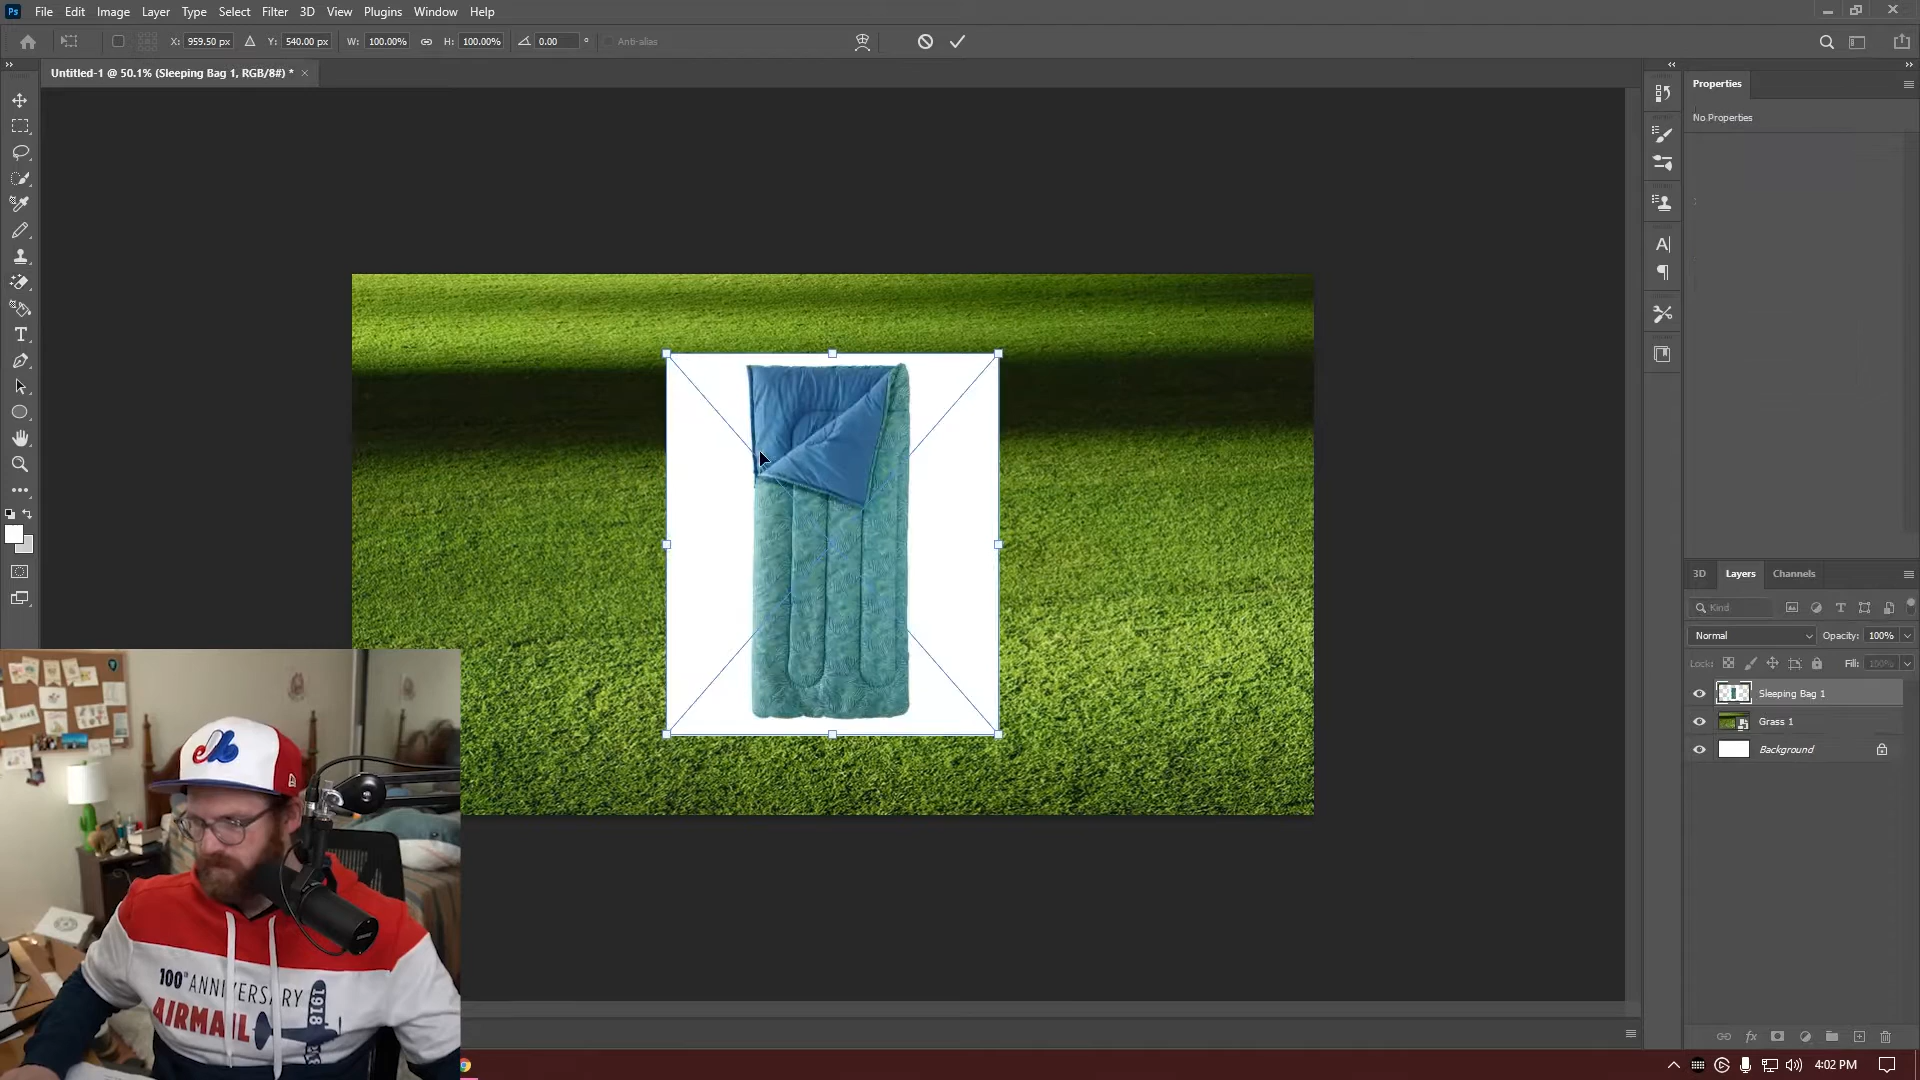 Ps File Edit Image Layer Type Select Filter 3D View Plugins Window Help
X: 959.50 px Y: 540.00 px W: 100.00% H: 100.00% 0.00 ° Anti-alias
Untitled-1 @ 50.1% (Sleeping Bag 1, RGB/8#) * ×
Properties
No Properties
3D Layers Channels
Kind
Normal Opacity: 100%
Lock: Fill: 100%
Sleeping Bag 1
Grass 1
Background
100th ANNIVERSARY
AIRMAIL
1918
4:02 PM